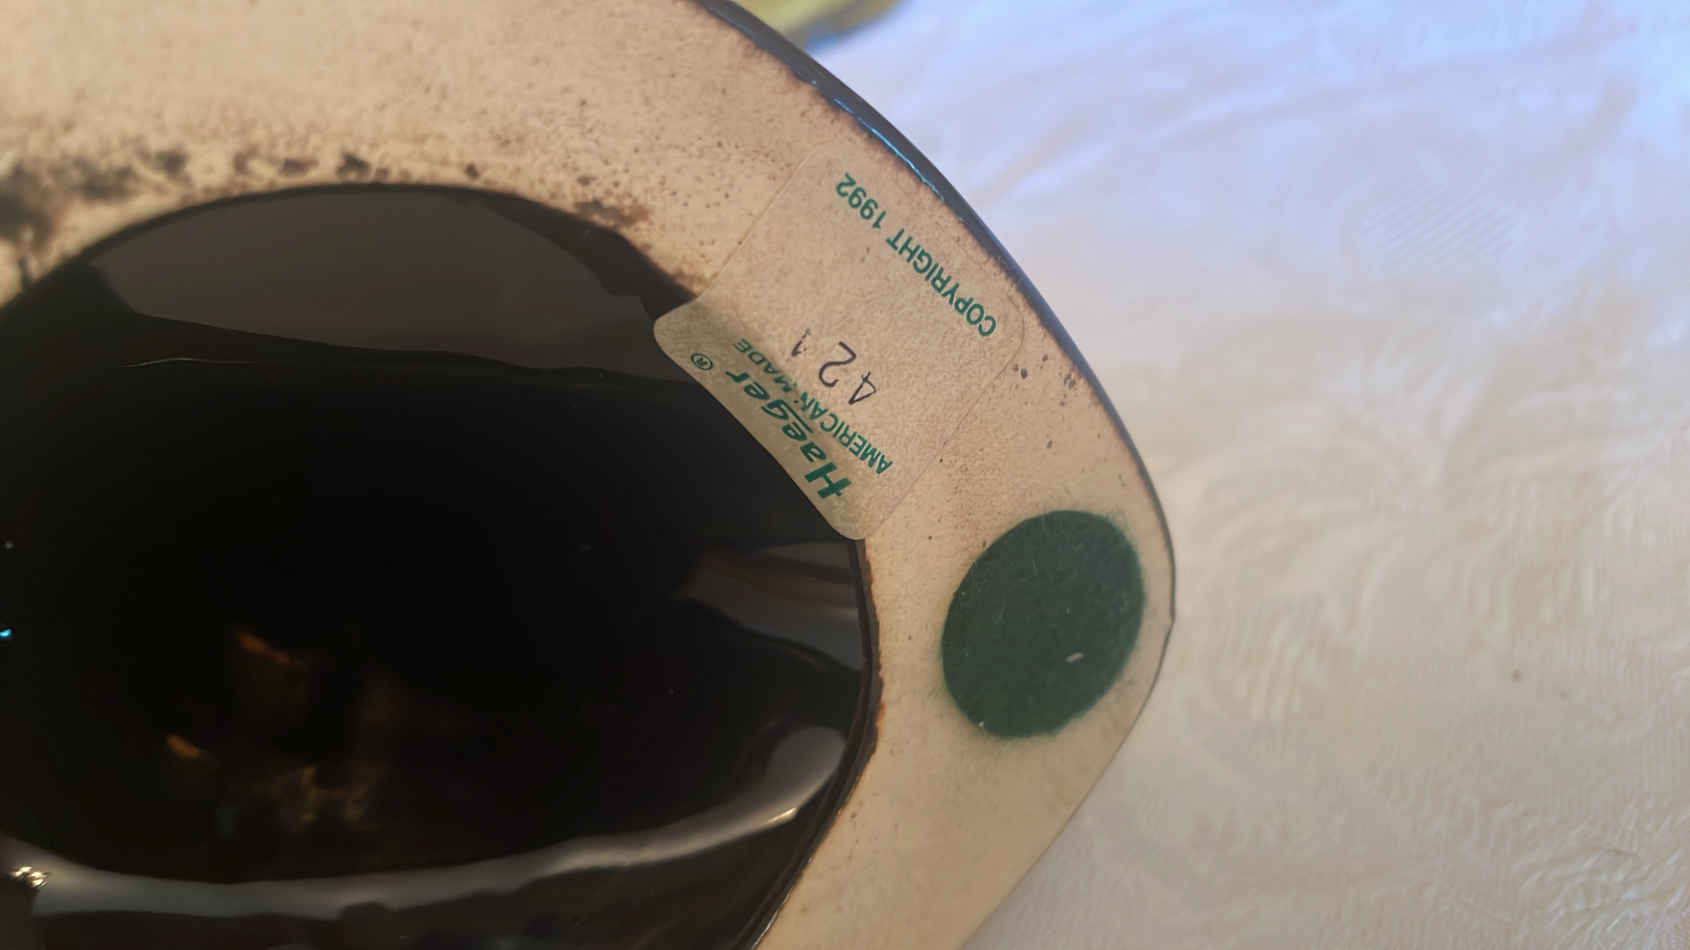 Haeger ®
AMERICAN MADE
421
COPYRIGHT 1992